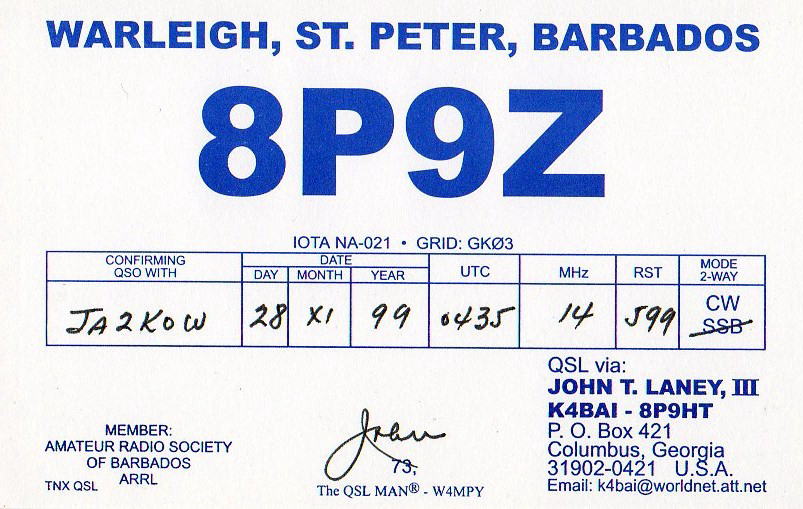 WARLEIGH, ST. PETER, BARBADOS
8P9Z
IOTA NA-021 • GRID: GKØ3
CONFIRMING QSO WITH DATE DAY MONTH YEAR UTC MHz RST MODE 2-WAY
JA2KOW 28 XI 99 0435 14 599 CW
SSB
QSL via:
JOHN T. LANEY, III
K4BAI - 8P9HT
P. O. Box 421
Columbus, Georgia
31902-0421 U.S.A.
Email: k4bai@worldnet.att.net
John
73,
The QSL MAN® - W4MPY
MEMBER:
AMATEUR RADIO SOCIETY
OF BARBADOS
ARRL
TNX QSL